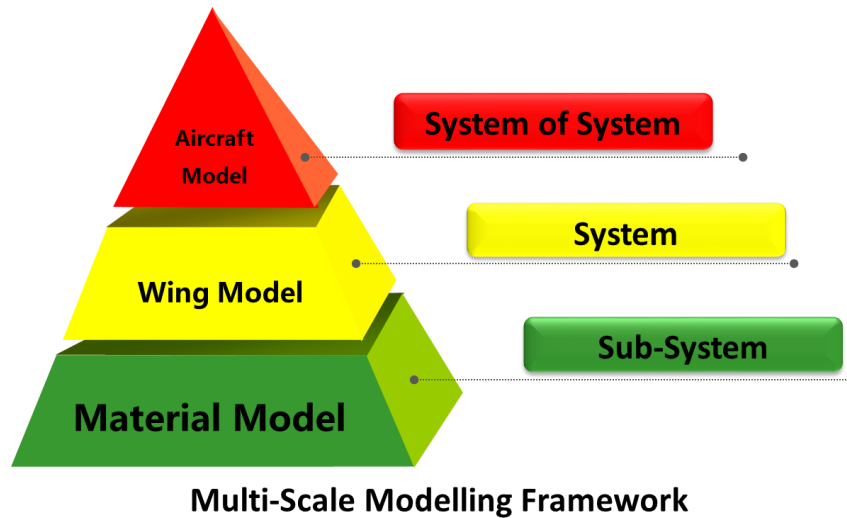 Aircraft
Model
System of System
Wing Model
System
Material Model
Sub-System
Multi-Scale Modelling Framework